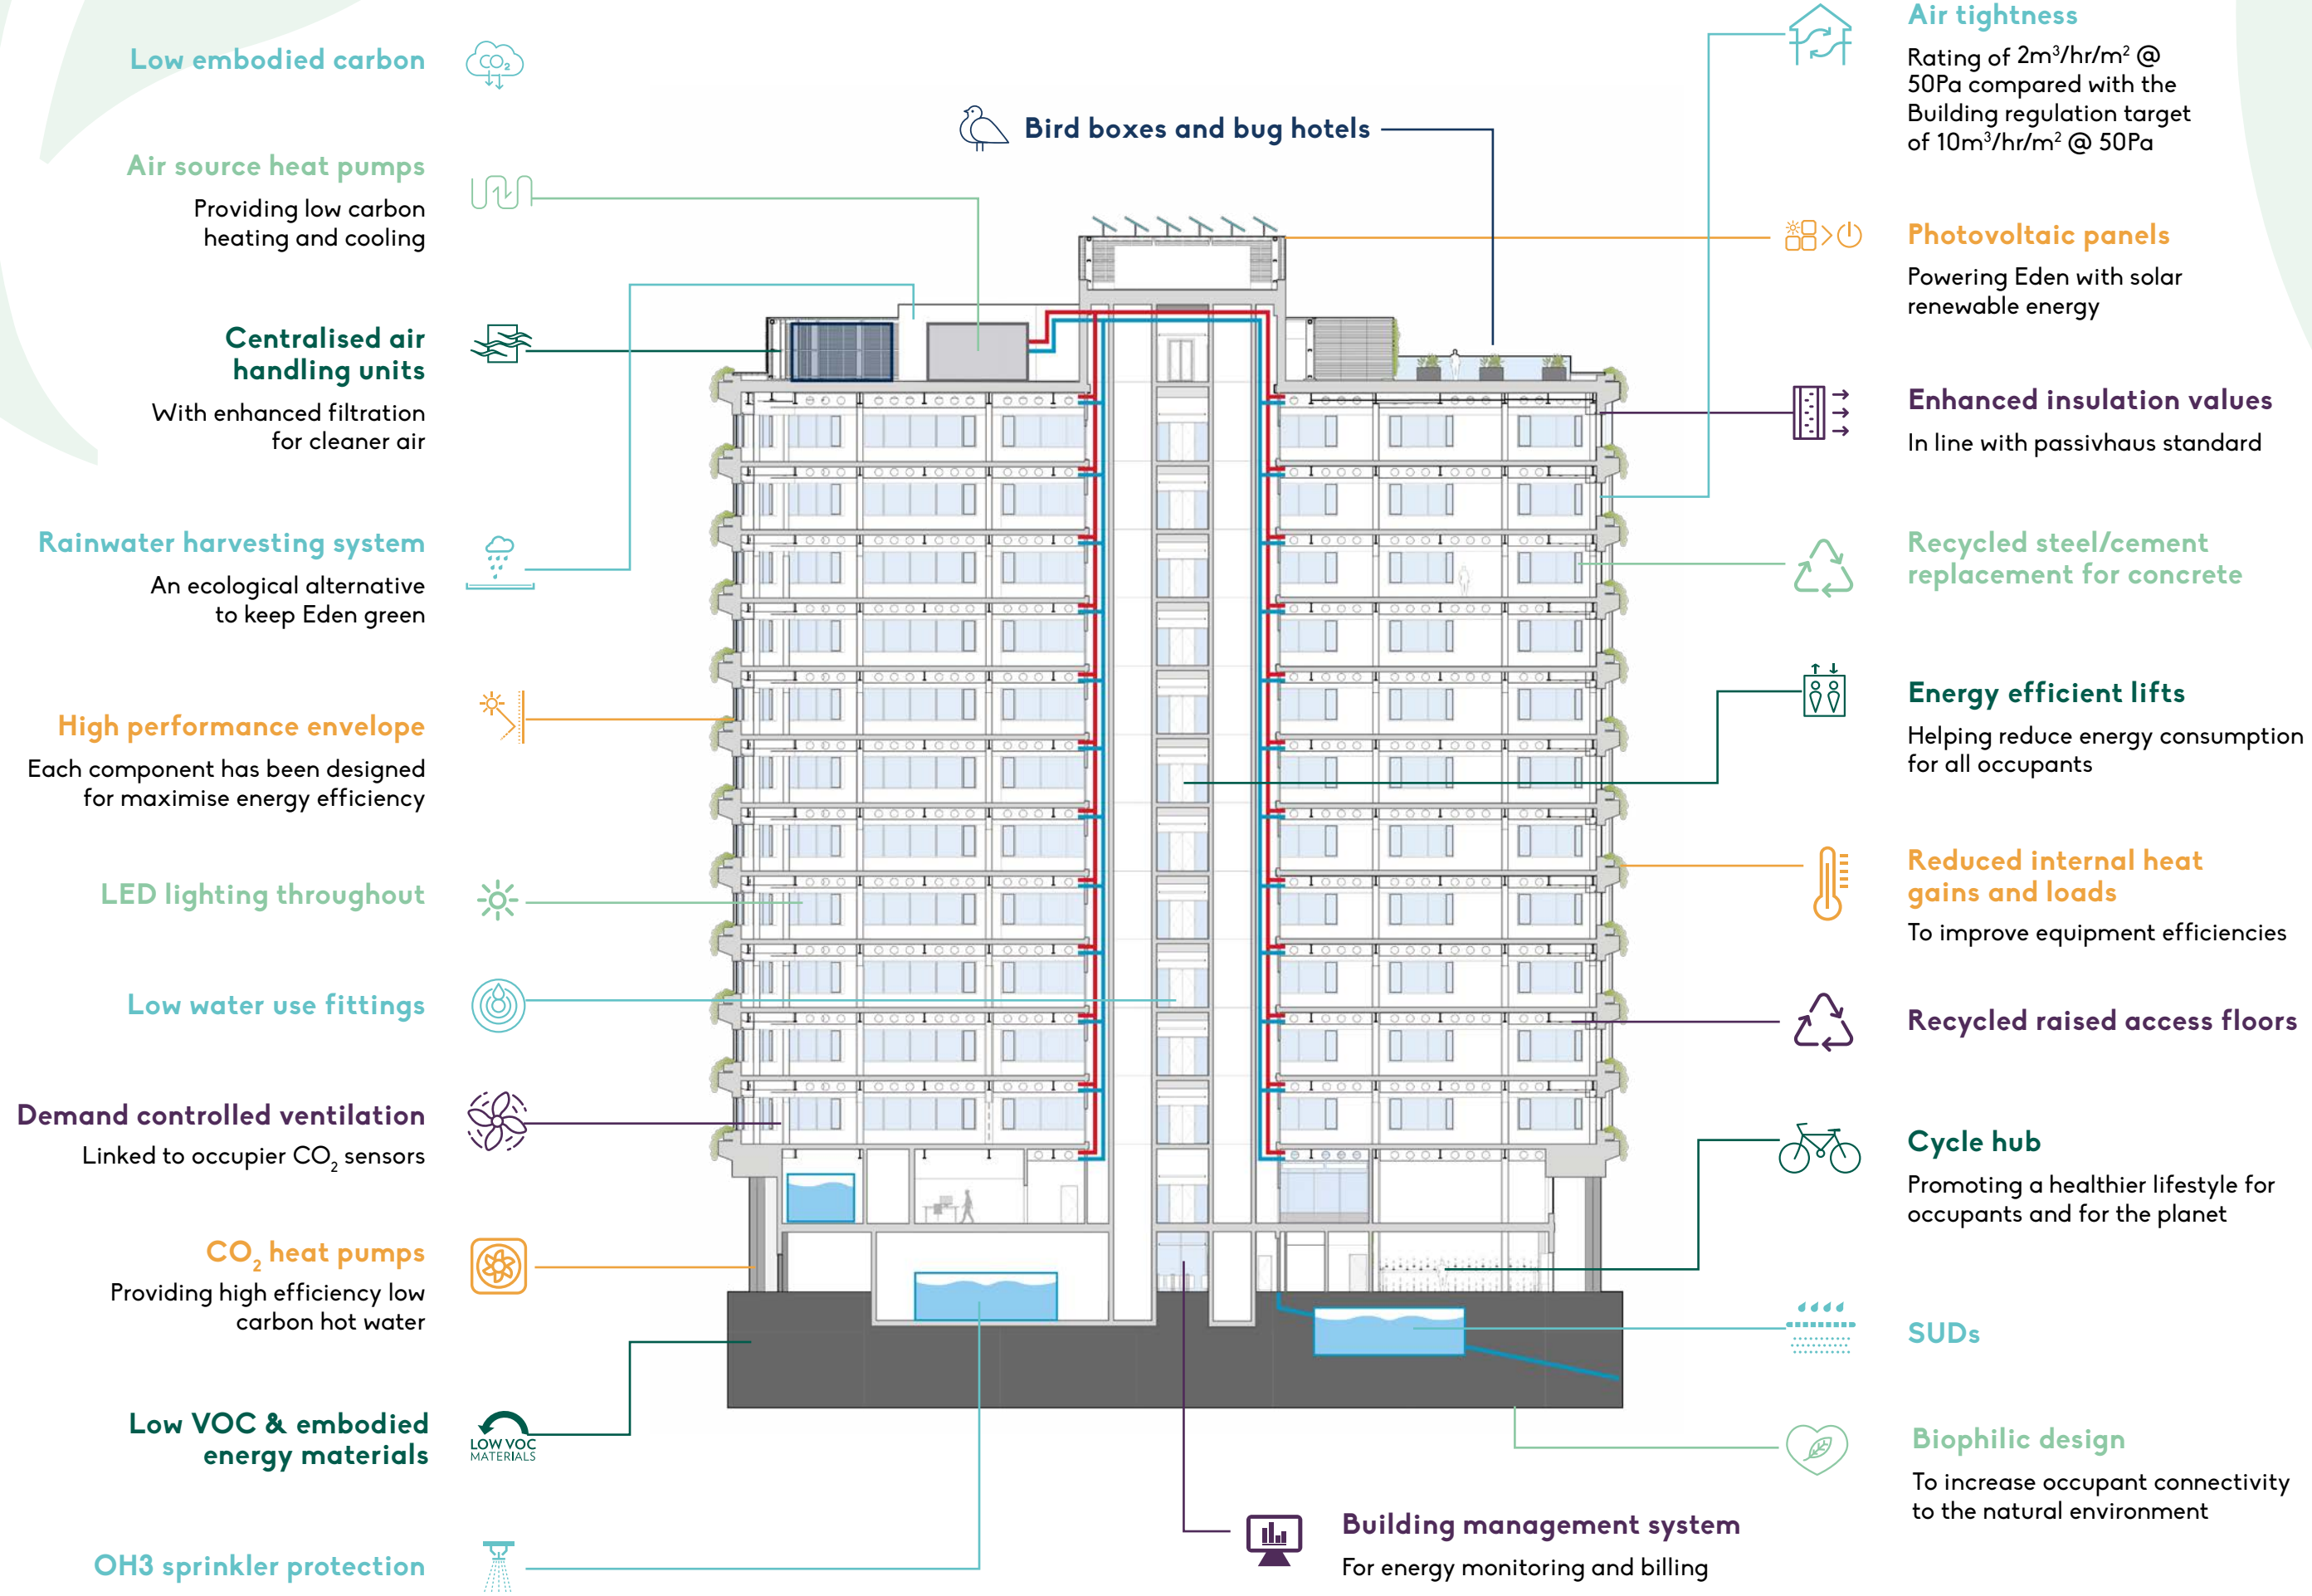 Low embodied carbon
CO2
Air source heat pumps
Providing low carbon
heating and cooling
Centralised air
handling units
With enhanced filtration
for cleaner air
Rainwater harvesting system
An ecological alternative
to keep Eden green
High performance envelope
Each component has been designed
for maximise energy efficiency
LED lighting throughout
Low water use fittings
Demand controlled ventilation
Linked to occupier CO₂ sensors
CO₂ heat pumps
Providing high efficiency low
carbon hot water
Low VOC & embodied
energy materials
LOW VOC
MATERIALS
OH3 sprinkler protection
Bird boxes and bug hotels
Building management system
For energy monitoring and billing
Air tightness
Rating of 2m³/hr/m² @
50Pa compared with the
Building regulation target
of 10m³/hr/m² @ 50Pa
Photovoltaic panels
Powering Eden with solar
renewable energy
Enhanced insulation values
In line with passivhaus standard
Recycled steel/cement
replacement for concrete
Energy efficient lifts
Helping reduce energy consumption
for all occupants
Reduced internal heat
gains and loads
To improve equipment efficiencies
Recycled raised access floors
Cycle hub
Promoting a healthier lifestyle for
occupants and for the planet
SUDs
Biophilic design
To increase occupant connectivity
to the natural environment